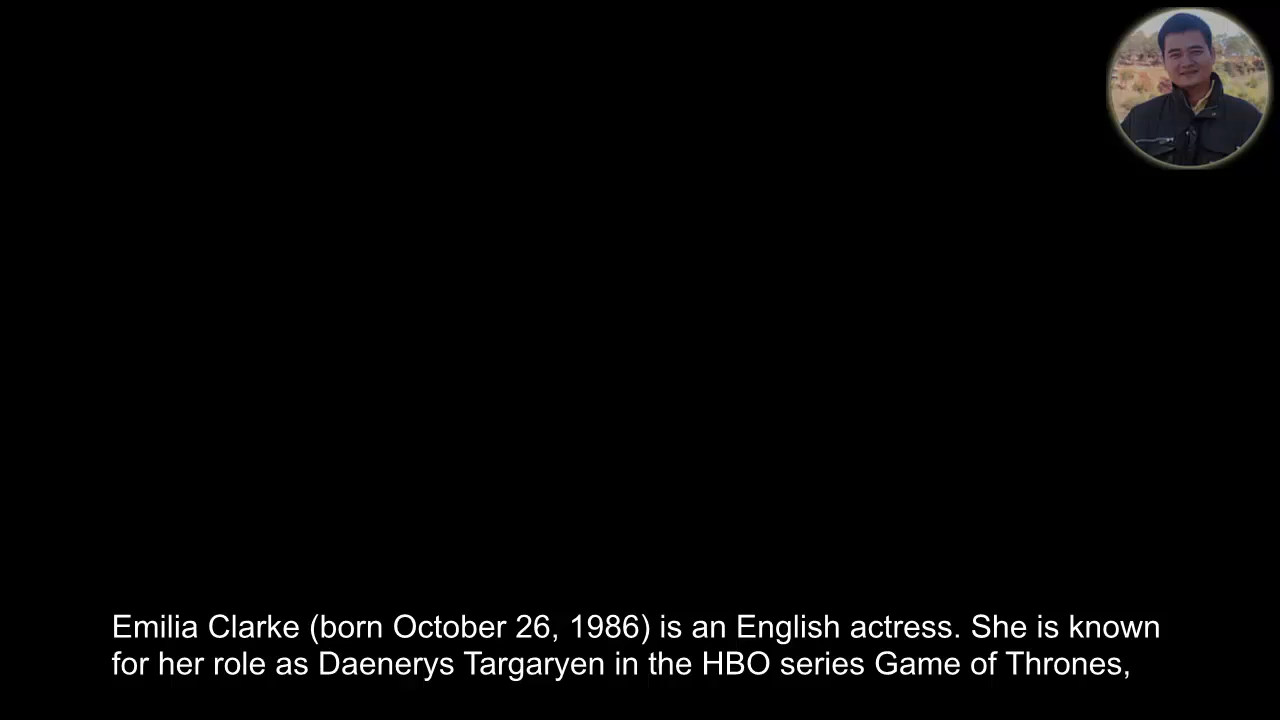 Emilia Clarke (born October 26, 1986) is an English actress. She is known
for her role as Daenerys Targaryen in the HBO series Game of Thrones,